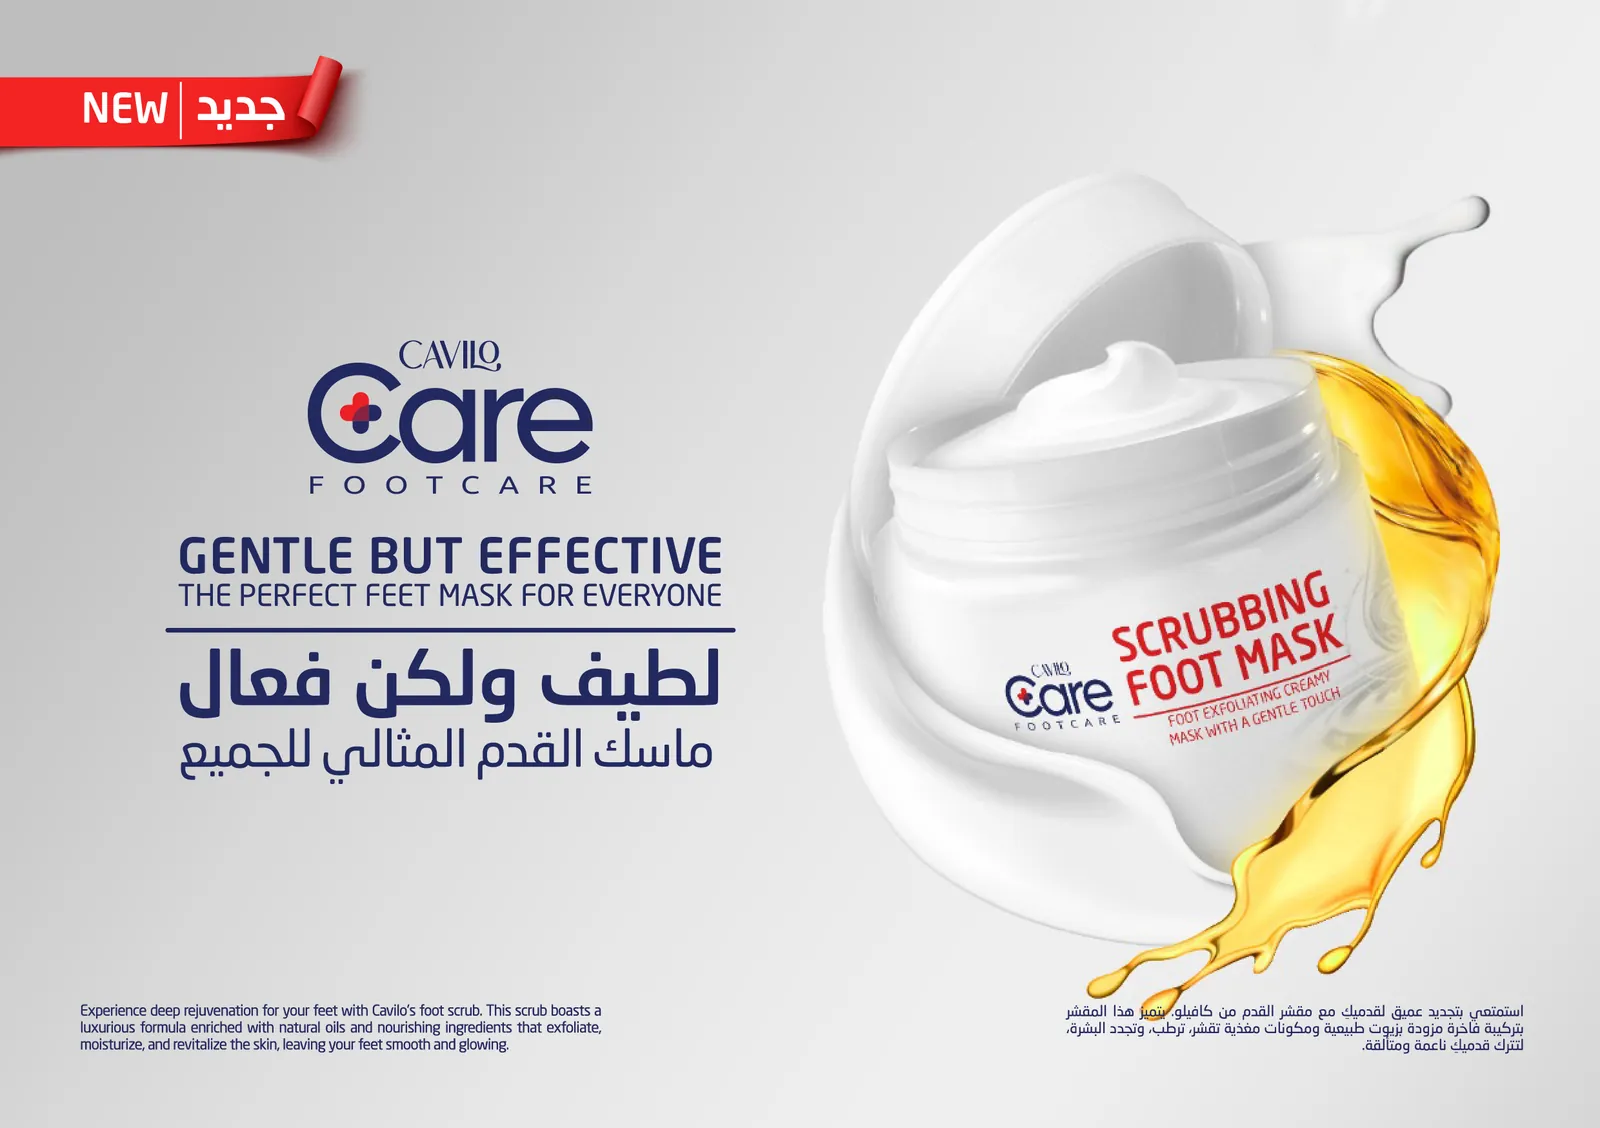 NEW | جديد
CAVILO
Care
FOOTCARE
GENTLE BUT EFFECTIVE
THE PERFECT FEET MASK FOR EVERYONE
لطيف ولكن فعال
ماسك القدم المثالي للجميع
CAVILO
Care
FOOTCARE
SCRUBBING
FOOT MASK
FOOT EXFOLIATING CREAMY
MASK WITH A GENTLE TOUCH
Experience deep rejuvenation for your feet with Cavilo's foot scrub. This scrub boasts a
luxurious formula enriched with natural oils and nourishing ingredients that exfoliate,
moisturize, and revitalize the skin, leaving your feet smooth and glowing.
استمتعي بتجديد عميق لقدميكِ مع مقشر القدم من كافيلو. يتميز هذا المقشر
بتركيبة فاخرة مزودة بزيوت طبيعية ومكونات مغذية تقشر، ترطب، وتجدد البشرة،
لتترك قدميكِ ناعمة ومتألقة.